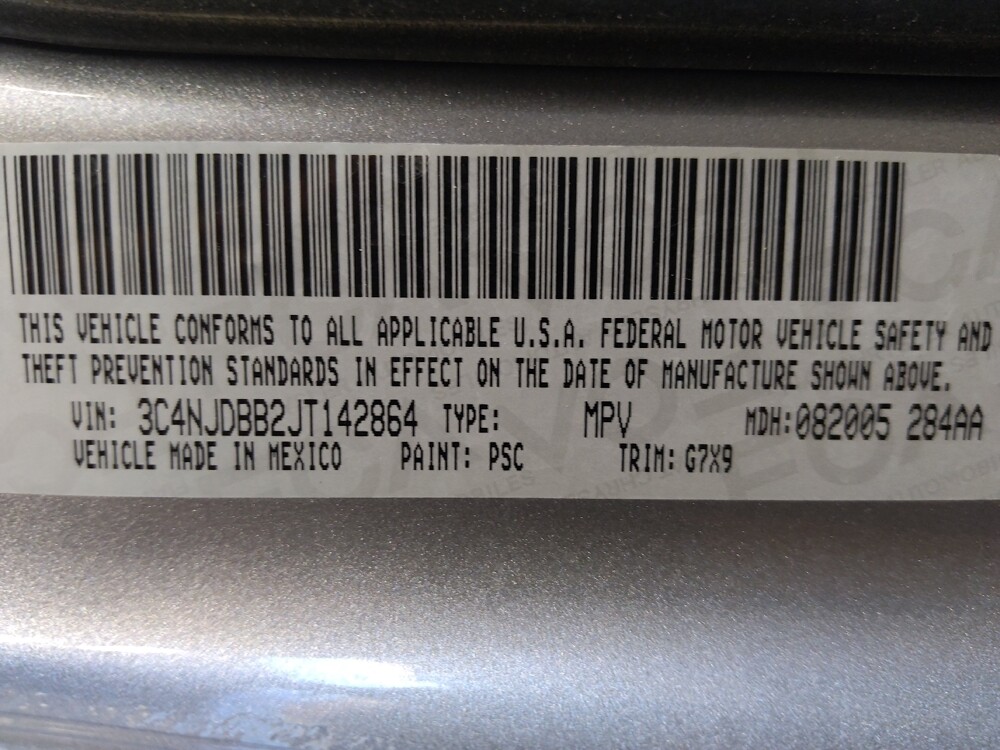 THIS VEHICLE CONFORMS TO ALL APPLICABLE U.S.A. FEDERAL MOTOR VEHICLE SAFETY AND
THEFT PREVENTION STANDARDS IN EFFECT ON THE DATE OF MANUFACTURE SHOWN ABOVE.
VIN: 3C4NJDBB2JT142864 TYPE: MPV MDH:082005 284AA
VEHICLE MADE IN MEXICO PAINT: PSC TRIM: G7X9